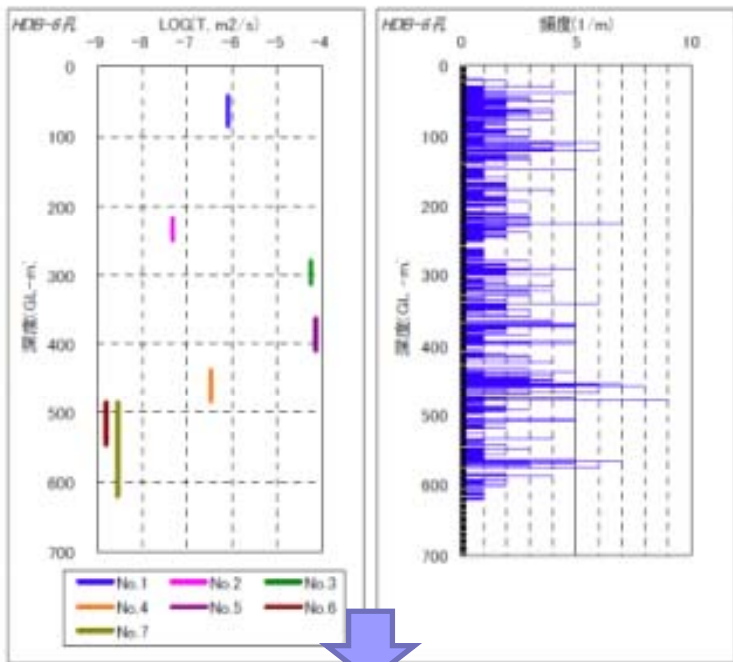 HDB-6孔 LOG(T, m2/s)
-9 -8 -7 -6 -5 -4
0
100
200
300
400
500
600
700
深度(GL-m)
No.1 No.2 No.3
No.4 No.5 No.6
No.7
HDB-6孔 頻度(1/m)
0 5 10
0
100
200
300
400
500
600
700
深度(GL-m)